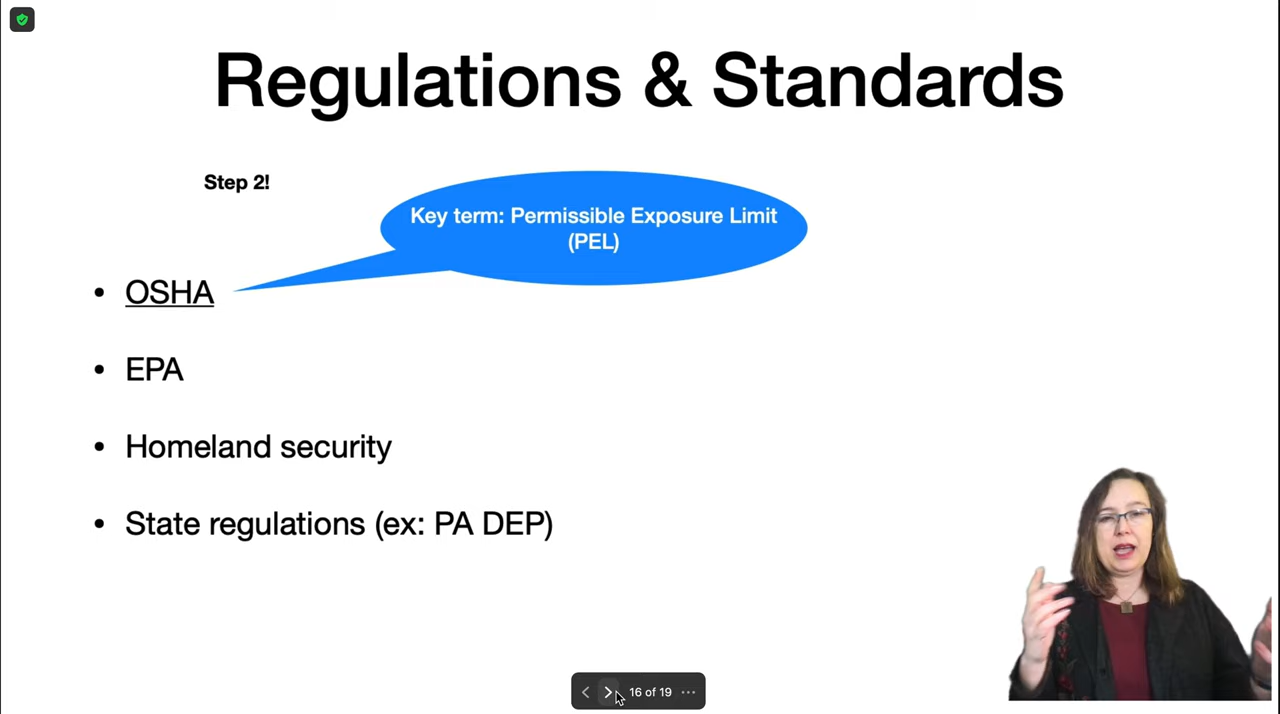 Regulations & Standards
Step 2!
Key term: Permissible Exposure Limit
(PEL)
• OSHA
• EPA
• Homeland security
• State regulations (ex: PA DEP)
16 of 19